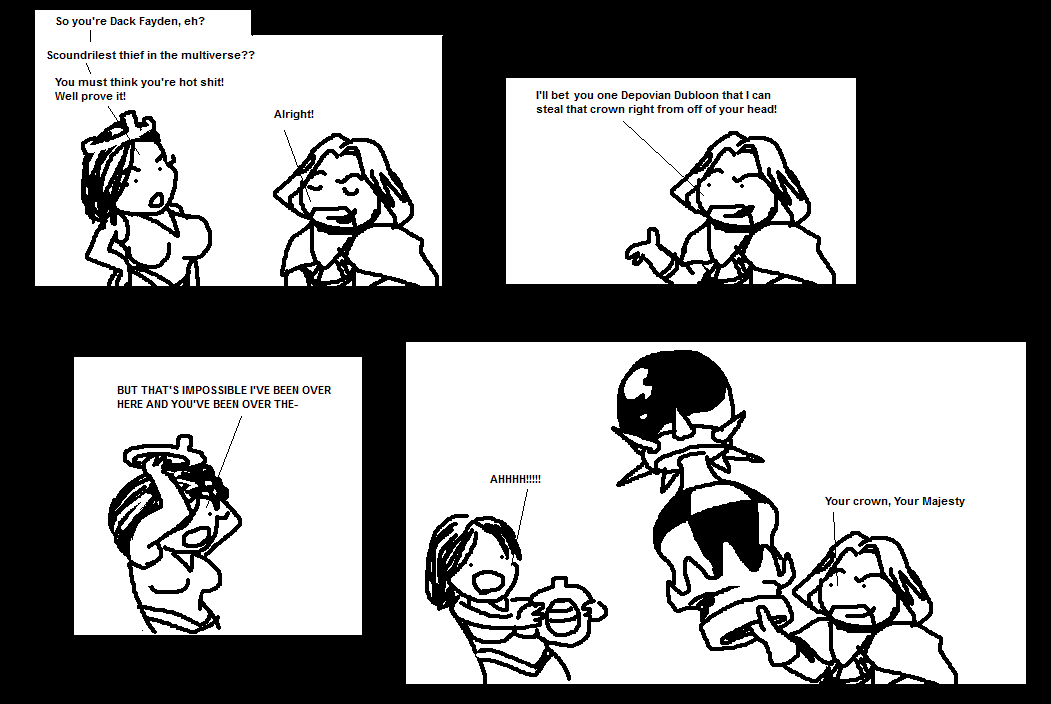 So you're Dack Fayden, eh?
Scoundrilest thief in the multiverse??
You must think you're hot shit!
Well prove it!
Alright!
I'll bet you one Depovian Dubloon that I can
steal that crown right from off of your head!
BUT THAT'S IMPOSSIBLE I'VE BEEN OVER
HERE AND YOU'VE BEEN OVER THE-
AHHHH!!!!!
Your crown, Your Majesty